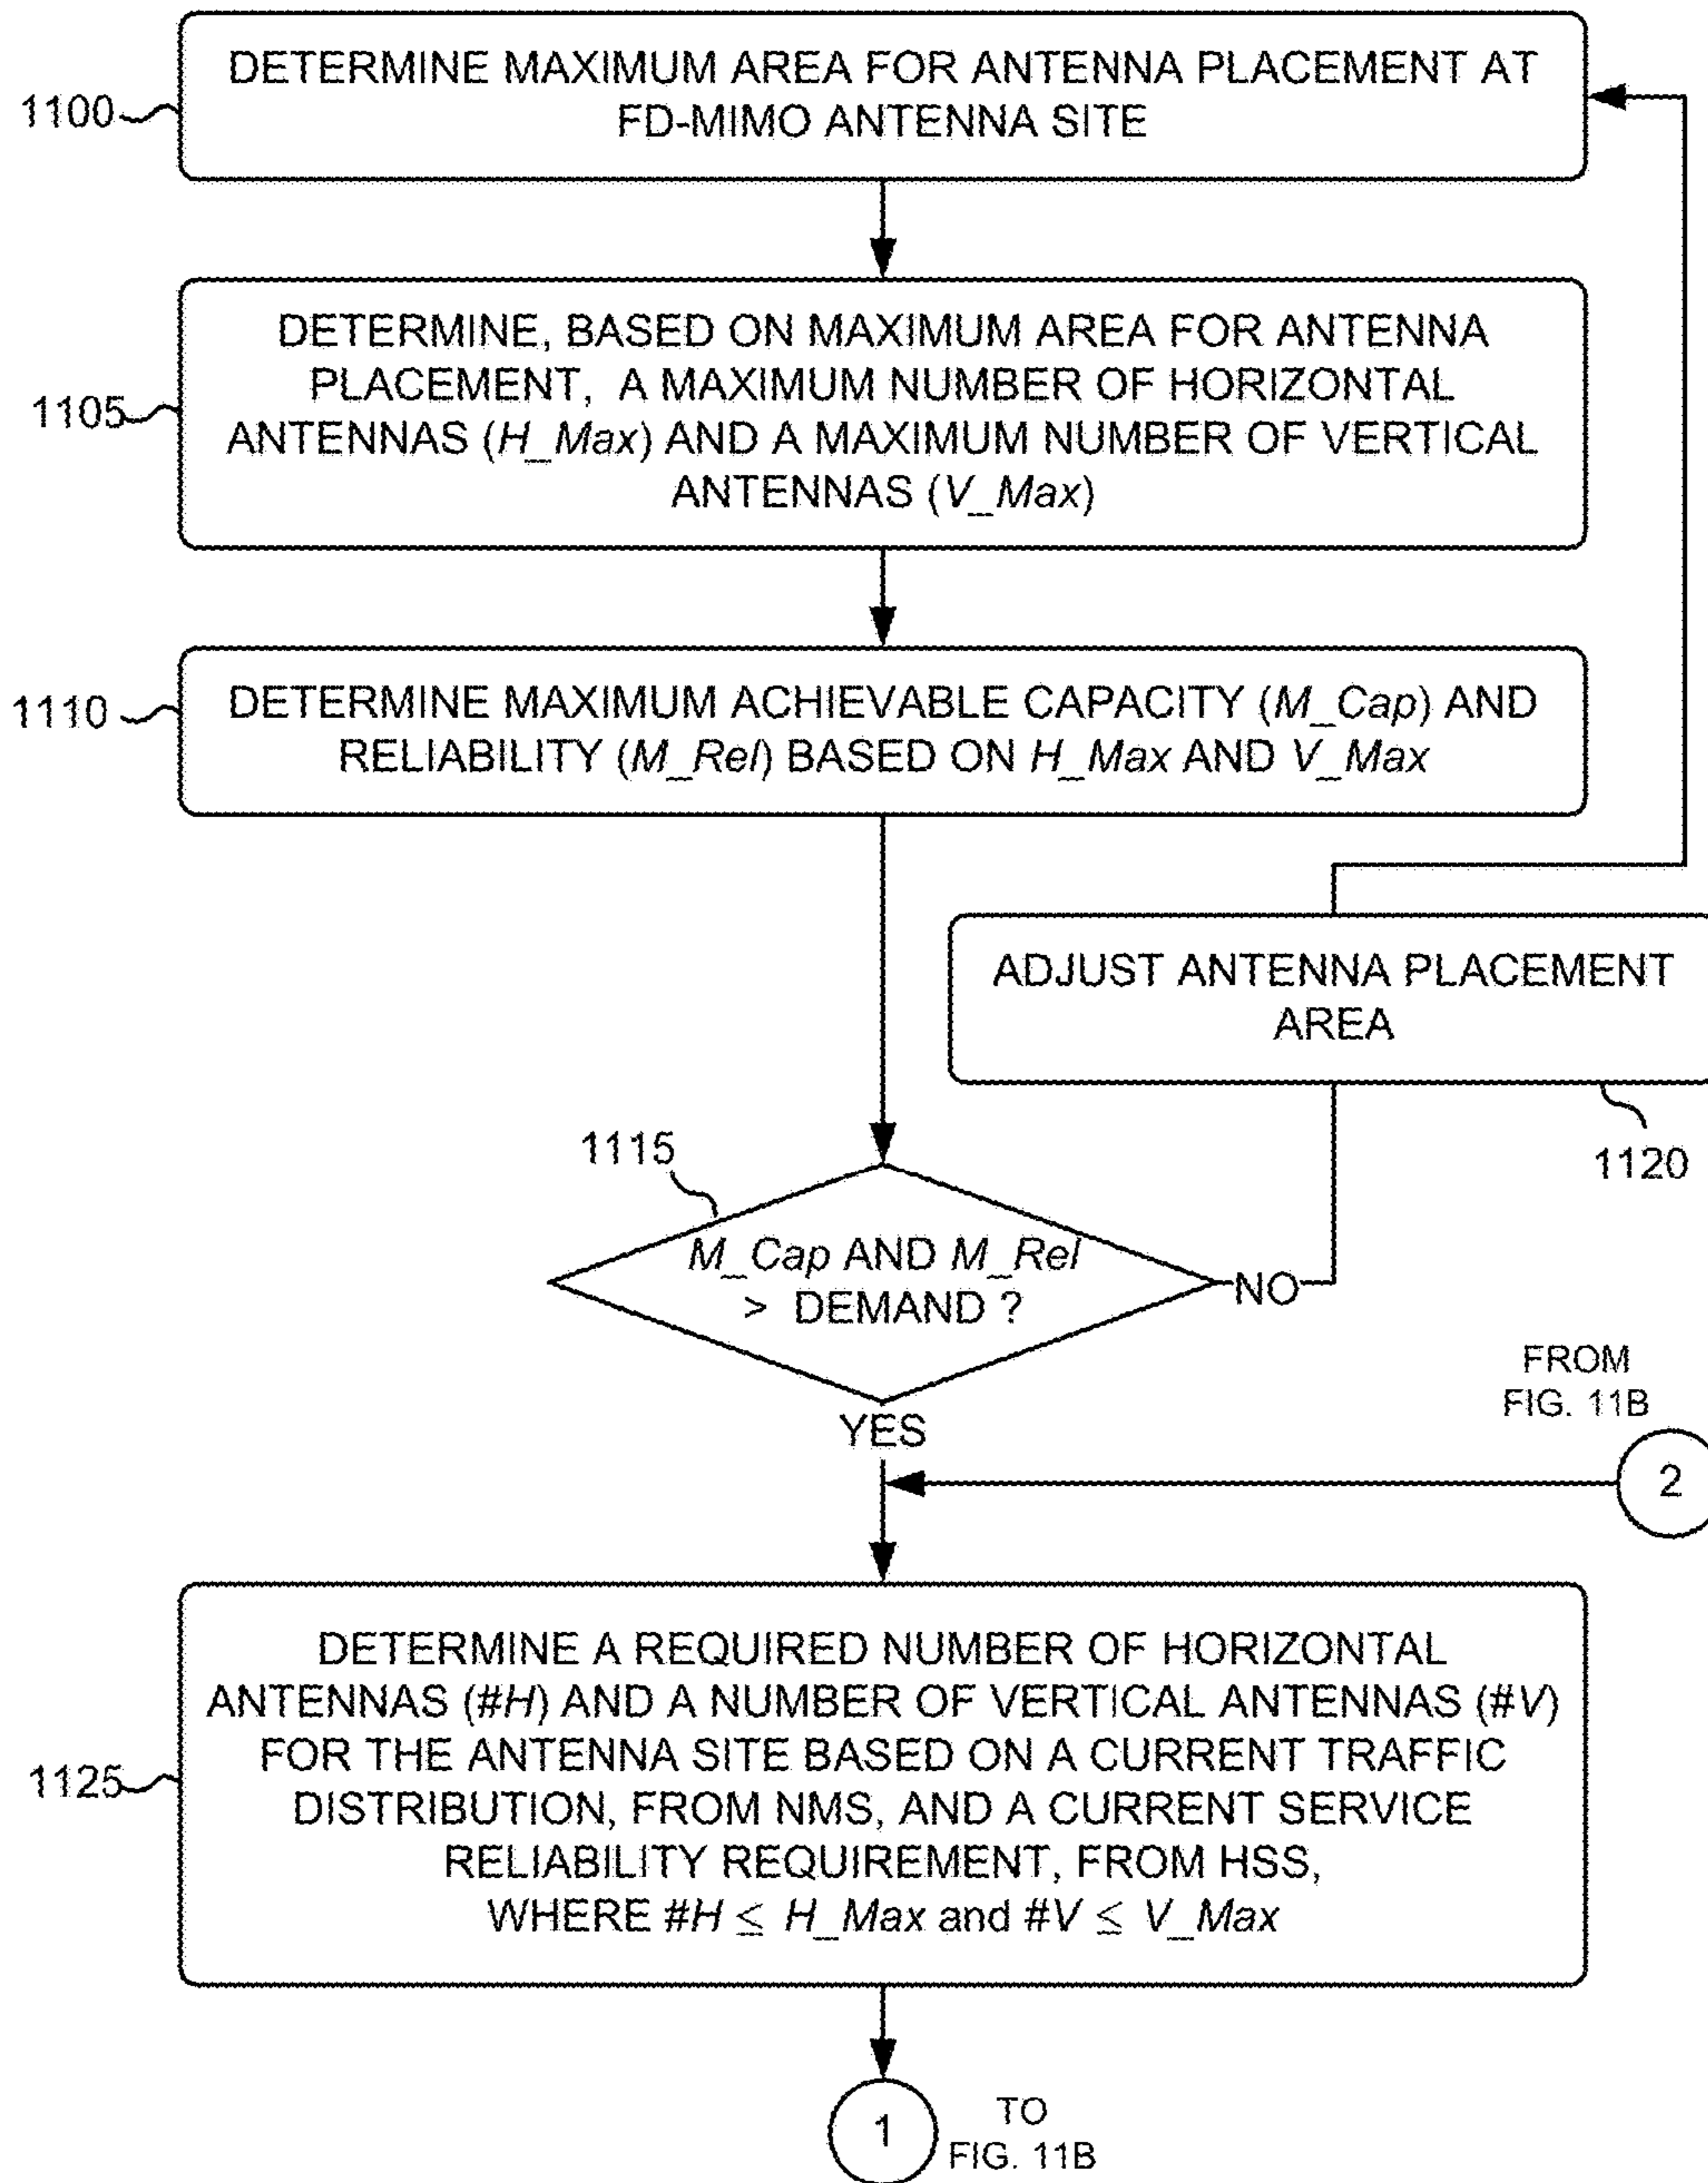 DETERMINE MAXIMUM AREA FOR ANTENNA PLACEMENT AT
FD-MIMO ANTENNA SITE
1100
DETERMINE, BASED ON MAXIMUM AREA FOR ANTENNA
PLACEMENT, A MAXIMUM NUMBER OF HORIZONTAL
ANTENNAS (H_Max) AND A MAXIMUM NUMBER OF VERTICAL
ANTENNAS (V_Max)
1105
DETERMINE MAXIMUM ACHIEVABLE CAPACITY (M_Cap) AND
RELIABILITY (M_Rel) BASED ON H_Max AND V_Max
1110
ADJUST ANTENNA PLACEMENT
AREA
1120
1115
M_Cap AND M_Rel
> DEMAND ?
NO
YES
FROM
FIG. 11B
2
DETERMINE A REQUIRED NUMBER OF HORIZONTAL
ANTENNAS (#H) AND A NUMBER OF VERTICAL ANTENNAS (#V)
FOR THE ANTENNA SITE BASED ON A CURRENT TRAFFIC
DISTRIBUTION, FROM NMS, AND A CURRENT SERVICE
RELIABILITY REQUIREMENT, FROM HSS,
WHERE #H ≤ H_Max and #V ≤ V_Max
1125
1
TO
FIG. 11B